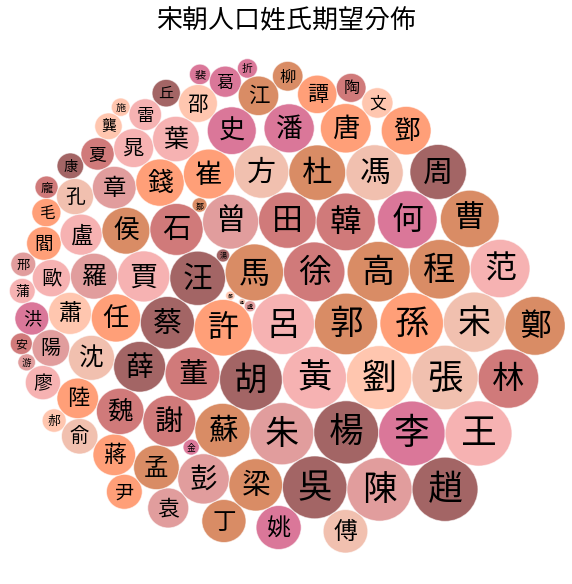 宋朝人口姓氏期望分佈
裴 葛 折 柳
丘 邵 江 譚 陶 文
施 雷
龔 晁 葉 史 潘 唐 鄧
康 夏
龐 孔 章 錢 崔 方 杜 馮 周
毛
閻 盧 侯 石 鄒 曾 田 韓 何 曹
邢 歐 羅 賈 汪 馬 徐 高 程 范
蒲
洪 蕭 任 蔡 許 呂 郭 孫 宋 鄭
安 陽 沈 薛 董 胡 黃 劉 張 林
游
廖 陸 魏 謝 蘇 朱 楊 李 王
郝 俞
蔣 孟 金 彭 梁 吳 陳 趙
尹 袁 丁 姚 傅